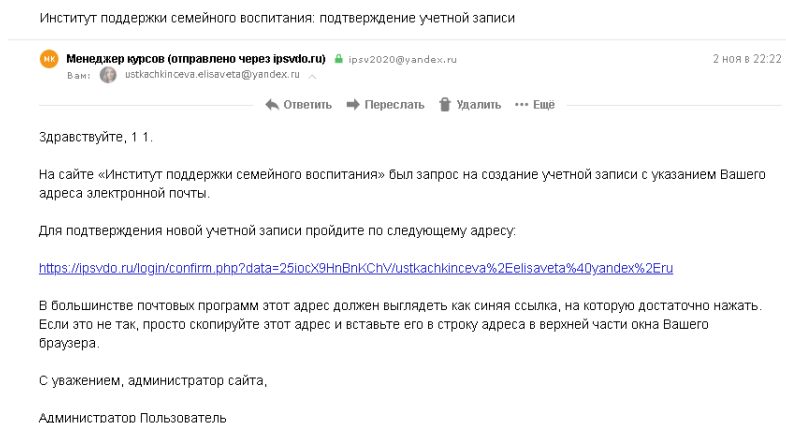 Институт поддержки семейного воспитания: подтверждение учетной записи
МК Менеджер курсов (отправлено через ipsvdo.ru) ipsv2020@yandex.ru 2 ноя в 22:22
Вам: ustkachkinceva.elisaveta@yandex.ru
Ответить Переслать Удалить ••• Ещё
Здравствуйте, 1 1.
На сайте «Институт поддержки семейного воспитания» был запрос на создание учетной записи с указанием Вашего
адреса электронной почты.
Для подтверждения новой учетной записи пройдите по следующему адресу:
https://ipsvdo.ru/login/confirm.php?data=25iocX9HnBnKChV/ustkachkinceva%2Eelisaveta%40yandex%2Eru
В большинстве почтовых программ этот адрес должен выглядеть как синяя ссылка, на которую достаточно нажать.
Если это не так, просто скопируйте этот адрес и вставьте его в строку адреса в верхней части окна Вашего
браузера.
С уважением, администратор сайта,
Администратор Пользователь